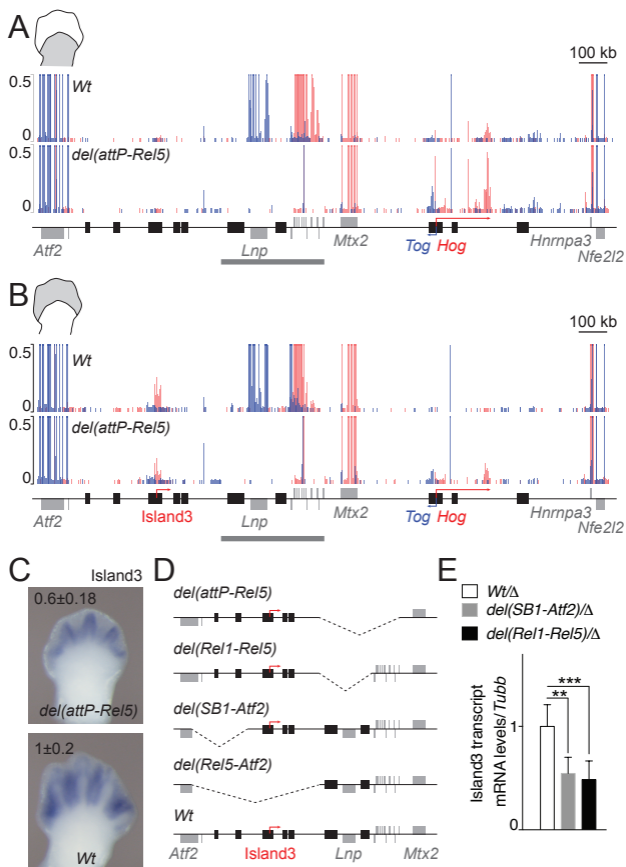 A
100 kb
0.5
Wt
0
0.5
del(attP-Rel5)
0
Atf2 Lnp Mtx2 Tog Hog Hnrnpa3 Nfe2l2
B
100 kb
0.5
Wt
0
0.5
del(attP-Rel5)
0
Atf2 Island3 Lnp Mtx2 Tog Hog Hnrnpa3 Nfe2l2
C
Island3
0.6±0.18
del(attP-Rel5)
1±0.2
Wt
D
del(attP-Rel5)
del(Rel1-Rel5)
del(SB1-Atf2)
del(Rel5-Atf2)
Wt
Atf2 Island3 Lnp Mtx2
E
Wt/Δ
del(SB1-Atf2)/Δ
del(Rel1-Rel5)/Δ
***
**
1
0
Island3 transcript
mRNA levels/Tubb